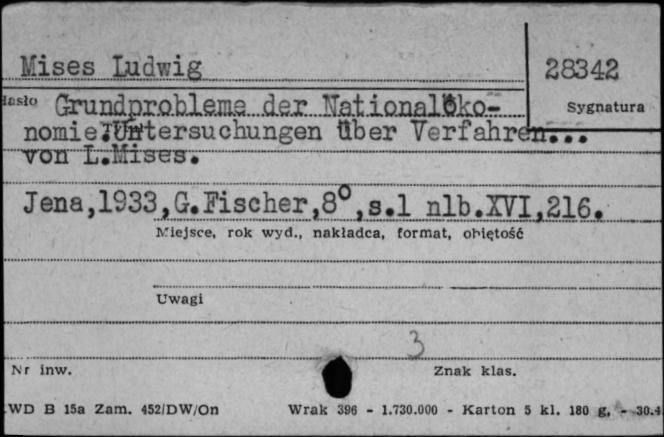 Mises Ludwig
28342
Hasło Grundprobleme der Nationalöko-
Sygnatura
nomie.Untersuchungen über Verfahren...
von L.Mises.
Jena,1933,G.Fischer,8°,s.l nlb.XVI,216.
Miejsce, rok wyd., nakładca, format, objętość
Uwagi
3
Nr inw.
Znak klas.
WD B 15a Zam. 452/DW/On Wrak 396 - 1.730.000 - Karton 5 kl. 180 g. - 30.4